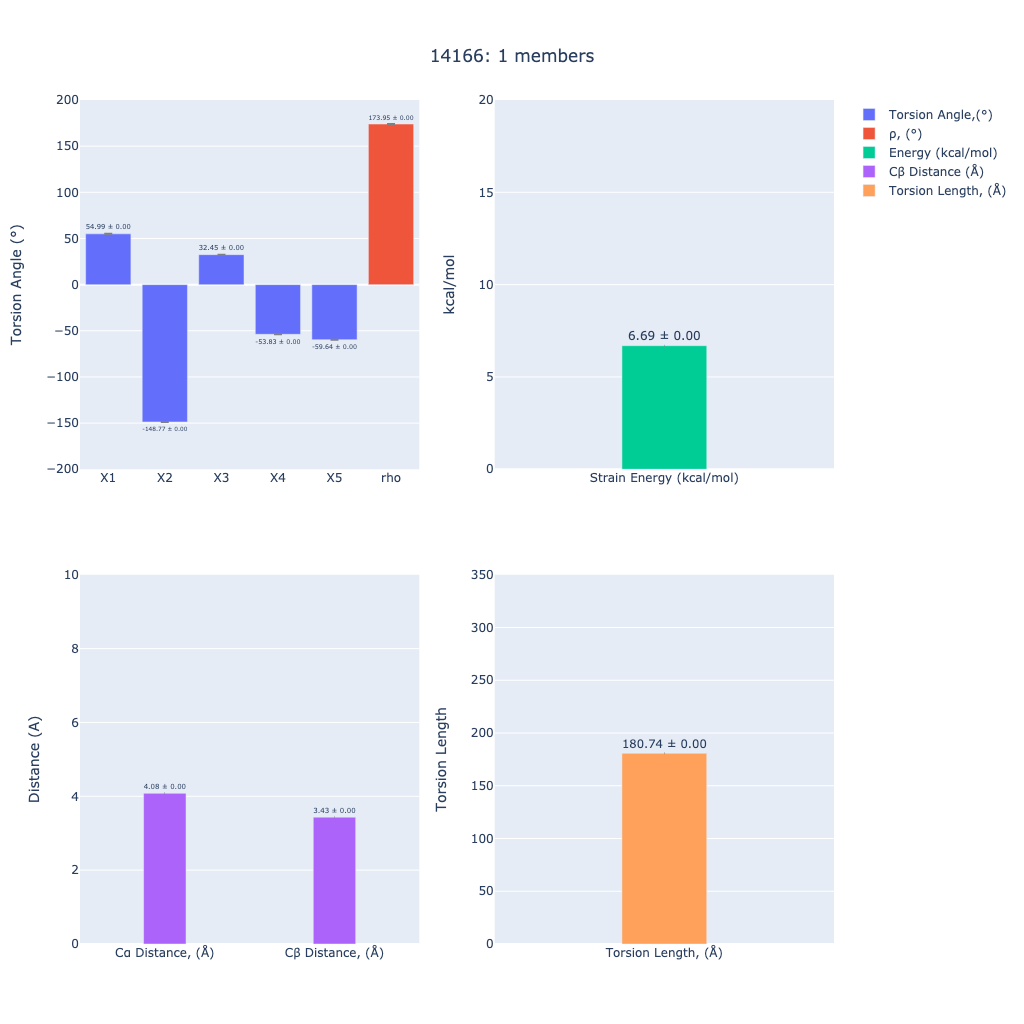 14166: 1 members
Torsion Angle (°)
200
150
100
50
0
−50
−100
−150
−200
54.99 ± 0.00
-148.77 ± 0.00
32.45 ± 0.00
-53.83 ± 0.00
-59.64 ± 0.00
173.95 ± 0.00
X1 X2 X3 X4 X5 rho
kcal/mol
20
15
10
5
0
6.69 ± 0.00
Strain Energy (kcal/mol)
Torsion Angle,(°)
ρ, (°)
Energy (kcal/mol)
Cβ Distance (Å)
Torsion Length, (Å)
Distance (A)
10
8
6
4
2
0
4.08 ± 0.00
3.43 ± 0.00
Cα Distance, (Å) Cβ Distance, (Å)
Torsion Length
350
300
250
200
150
100
50
0
180.74 ± 0.00
Torsion Length, (Å)